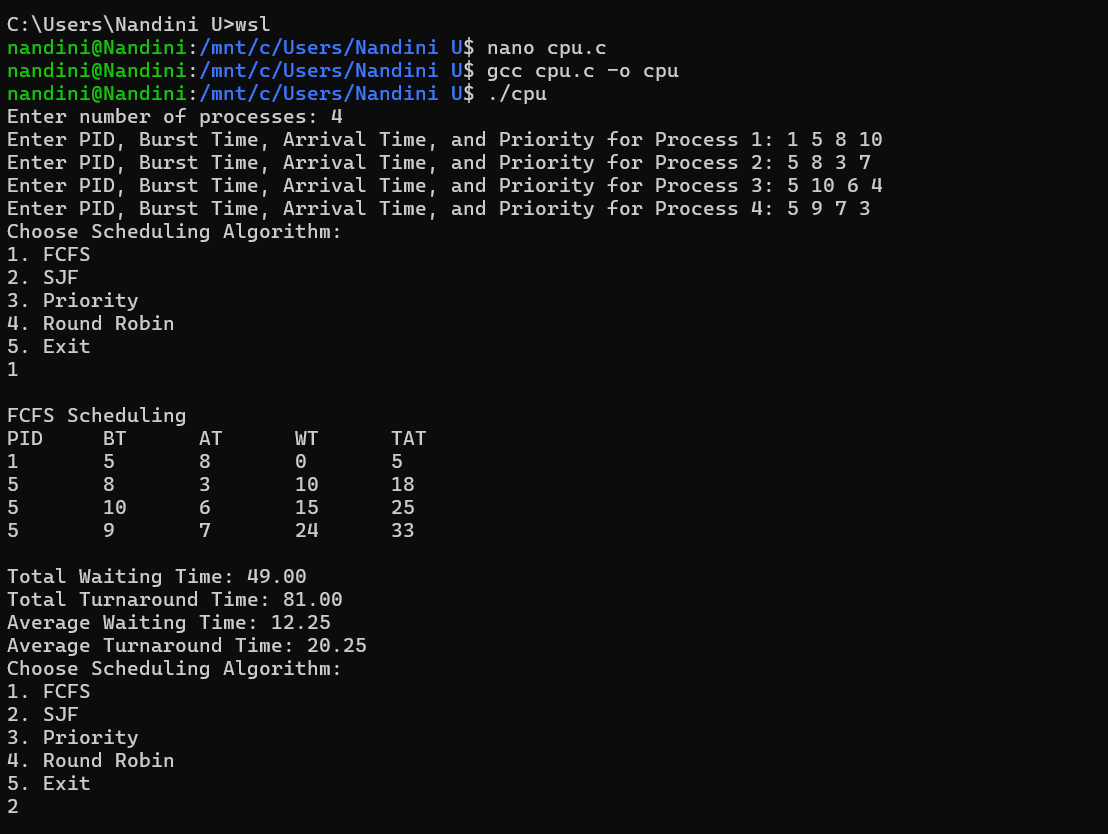 C:\Users\Nandini U>wsl
nandini@Nandini:/mnt/c/Users/Nandini U$ nano cpu.c
nandini@Nandini:/mnt/c/Users/Nandini U$ gcc cpu.c -o cpu
nandini@Nandini:/mnt/c/Users/Nandini U$ ./cpu
Enter number of processes: 4
Enter PID, Burst Time, Arrival Time, and Priority for Process 1: 1 5 8 10
Enter PID, Burst Time, Arrival Time, and Priority for Process 2: 5 8 3 7
Enter PID, Burst Time, Arrival Time, and Priority for Process 3: 5 10 6 4
Enter PID, Burst Time, Arrival Time, and Priority for Process 4: 5 9 7 3
Choose Scheduling Algorithm:
1. FCFS
2. SJF
3. Priority
4. Round Robin
5. Exit
1

FCFS Scheduling
PID     BT      AT      WT      TAT
1       5       8       0       5
5       8       3       10      18
5       10      6       15      25
5       9       7       24      33

Total Waiting Time: 49.00
Total Turnaround Time: 81.00
Average Waiting Time: 12.25
Average Turnaround Time: 20.25
Choose Scheduling Algorithm:
1. FCFS
2. SJF
3. Priority
4. Round Robin
5. Exit
2